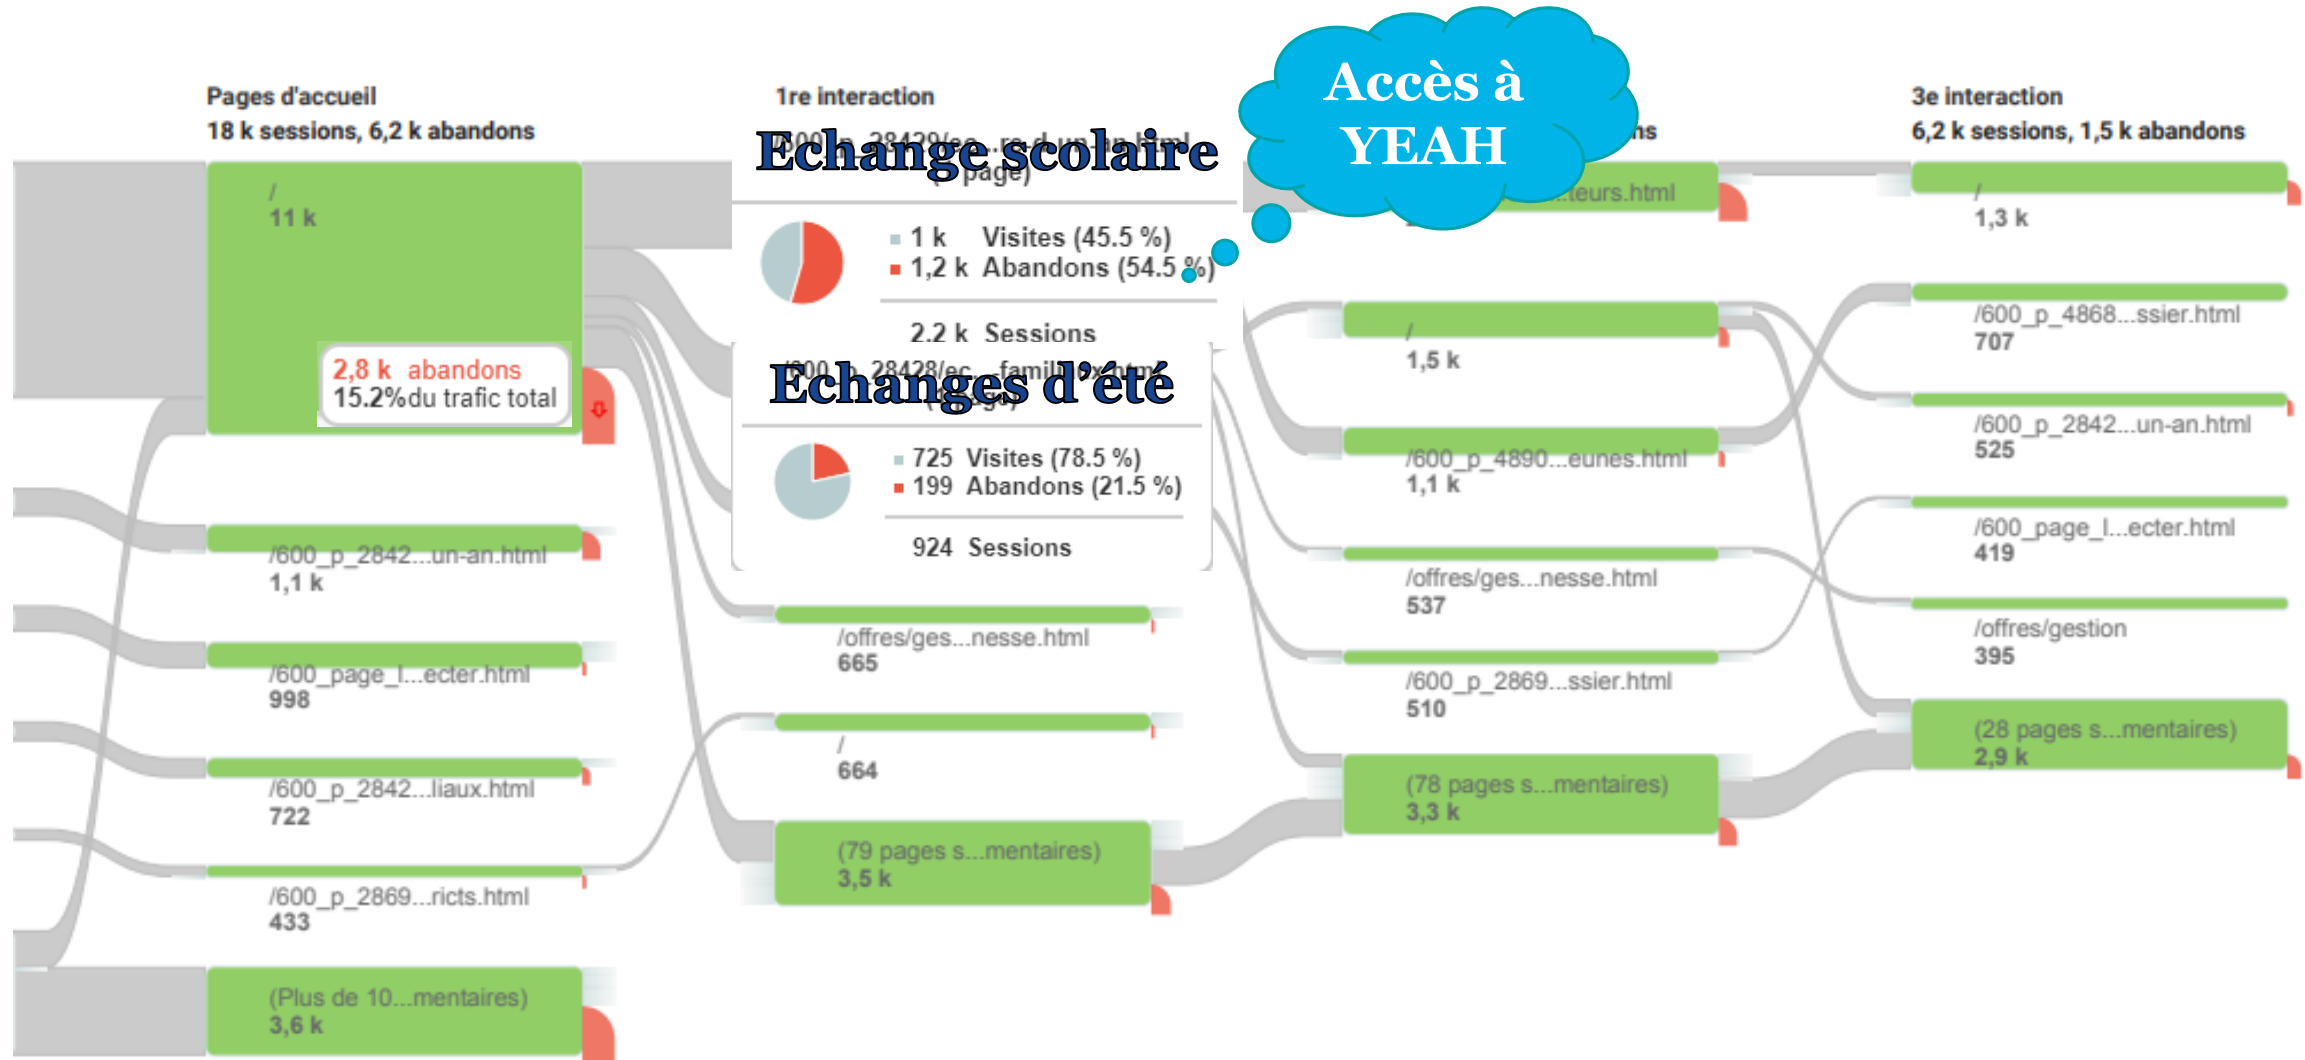 Pages d'accueil
18 k sessions, 6,2 k abandons
/
11 k
2,8 k abandons
15.2%du trafic total
/600_p_2842...un-an.html
1,1 k
/600_page_l...ecter.html
998
/600_p_2842...liaux.html
722
/600_p_2869...ricts.html
433
(Plus de 10...mentaires)
3,6 k
1re interaction
Echange scolaire
page)
1 k Visites (45.5 %)
1,2 k Abandons (54.5 %)
2.2 k Sessions
Echanges d'été
725 Visites (78.5 %)
199 Abandons (21.5 %)
924 Sessions
/offres/ges...nesse.html
665
/
664
(79 pages s...mentaires)
3,5 k
Accès à
YEAH
...teurs.html
/
1,5 k
/600_p_4890...eunes.html
1,1 k
/offres/ges...nesse.html
537
/600_p_2869...ssier.html
510
(78 pages s...mentaires)
3,3 k
3e interaction
6,2 k sessions, 1,5 k abandons
/
1,3 k
/600_p_4868...ssier.html
707
/600_p_2842...un-an.html
525
/600_page_l...ecter.html
419
/offres/gestion
395
(28 pages s...mentaires)
2,9 k